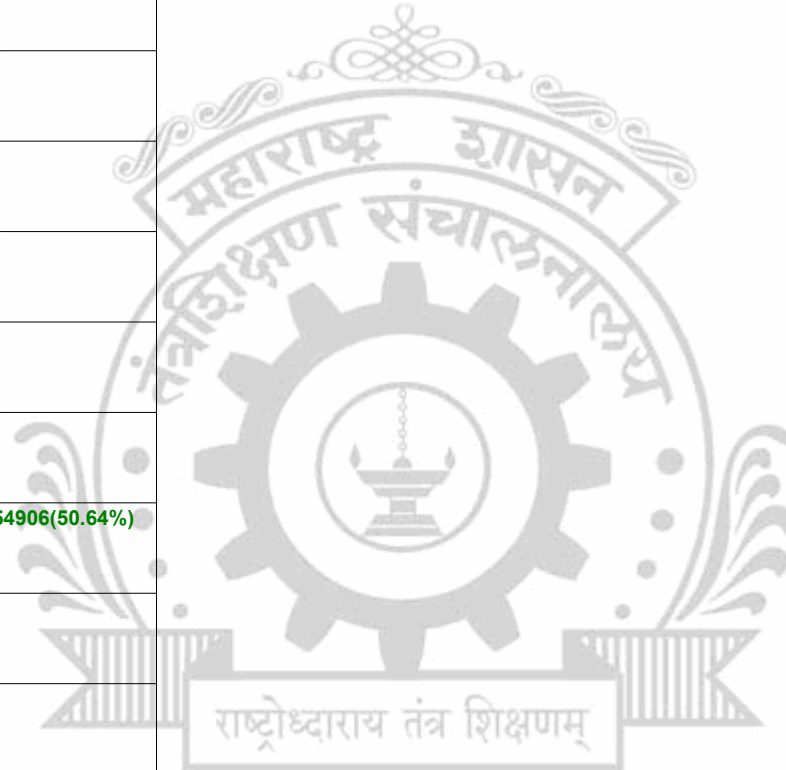 महाराष्ट्र शासन
तंत्रशिक्षण संचालनालय
54906(50.64%)
राष्ट्रोध्दाराय तंत्र शिक्षणम्